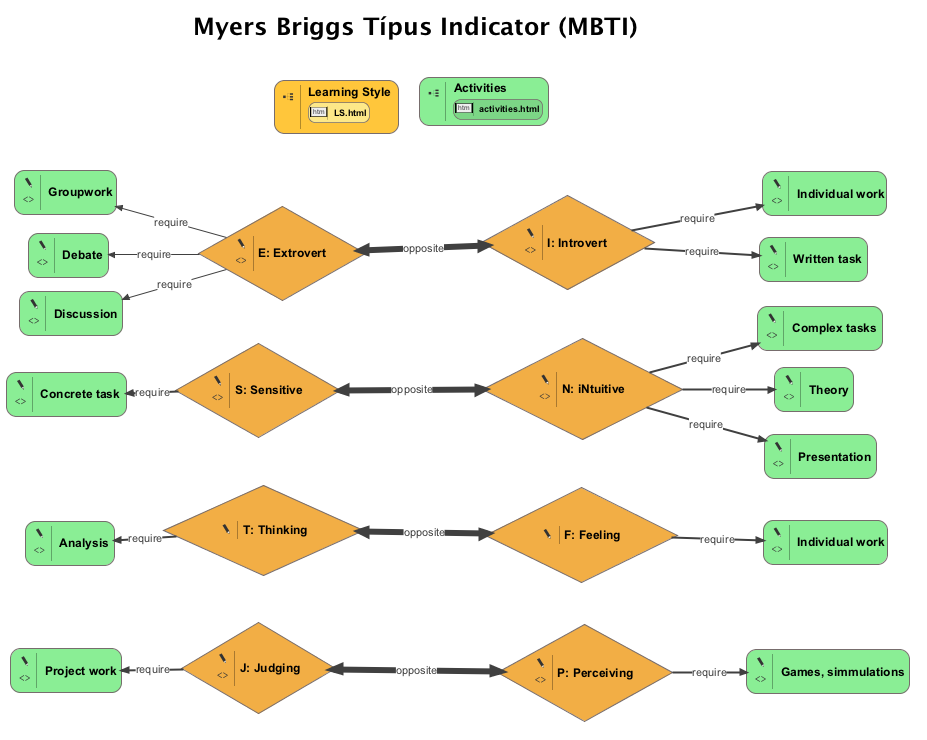 Myers Briggs Típus Indicator (MBTI)
Learning Style
htm LS.html
Activities
htm activities.html
Groupwork
require
Debate
require
Discussion
require
<> E: Extrovert
opposite
<> I: Introvert
require
<> Individual work
require
<> Written task
<> Concrete task
require
<> S: Sensitive
opposite
<> N: iNtuitive
require
<> Complex tasks
require
<> Theory
require
<> Presentation
<> Analysis
require
T: Thinking
opposite
F: Feeling
require
<> Individual work
<> Project work
require
<> J: Judging
opposite
<> P: Perceiving
require
<> Games, simmulations